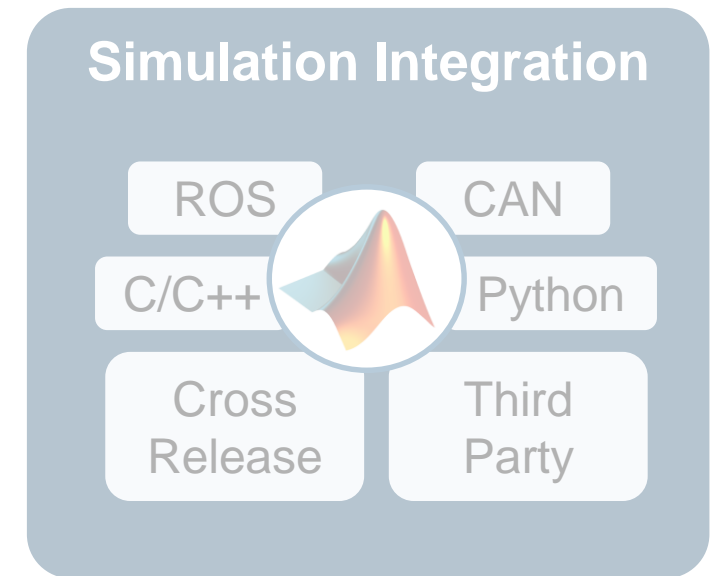 Simulation Integration
ROS
CAN
C/C++
Python
Cross
Release
Third
Party